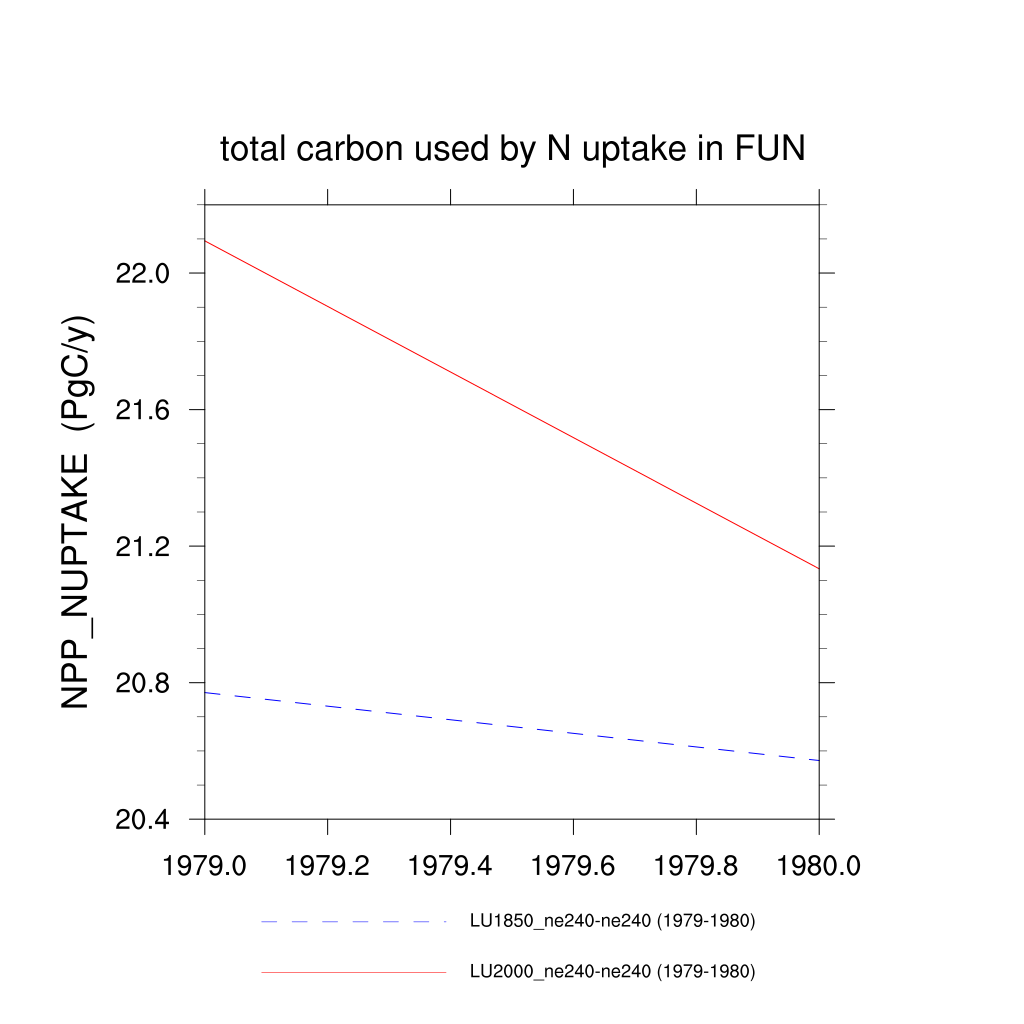 total carbon used by N uptake in FUN
NPP_NUPTAKE (PgC/y)
22.0
21.6
21.2
20.8
20.4
1979.0 1979.2 1979.4 1979.6 1979.8 1980.0
LU1850_ne240-ne240 (1979-1980)
LU2000_ne240-ne240 (1979-1980)